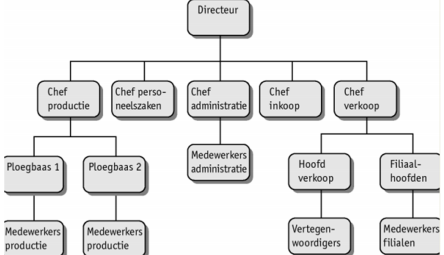 Directeur
Chef
productie
Chef perso-
neelszaken
Chef
administratie
Chef
inkoop
Chef
verkoop
Medewerkers
administratie
Ploegbaas 1
Ploegbaas 2
Hoofd
verkoop
Filiaal-
hoofden
Medewerkers
productie
Medewerkers
productie
Vertegen-
woordigers
Medewerkers
filialen